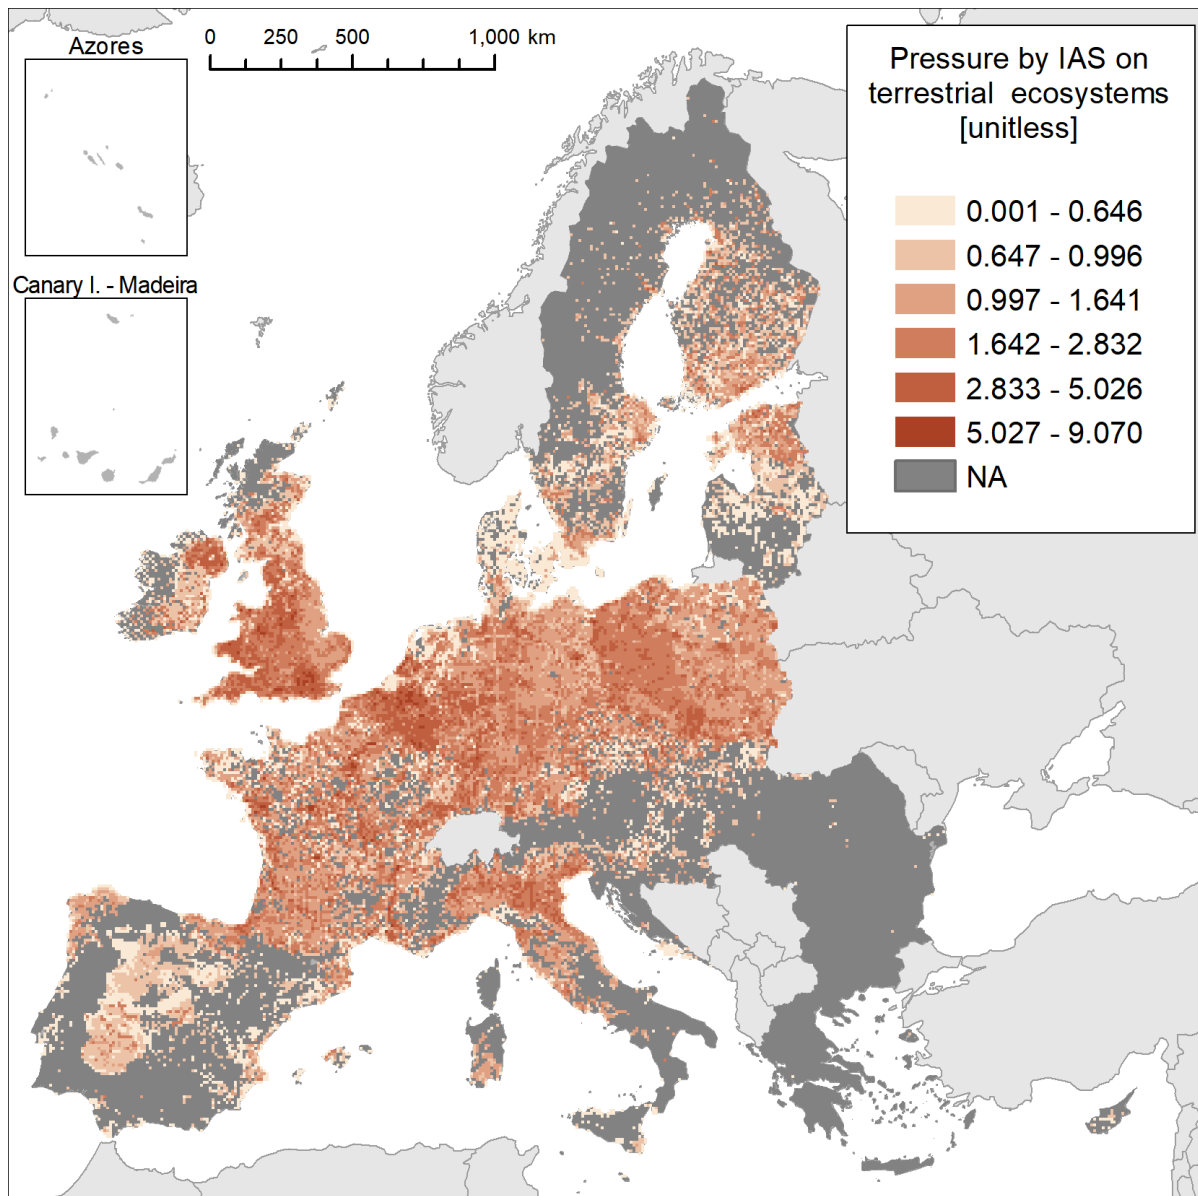 Azores
0 250 500 1,000 km
Canary I. - Madeira
Pressure by IAS on
terrestrial ecosystems
[unitless]
0.001 - 0.646
0.647 - 0.996
0.997 - 1.641
1.642 - 2.832
2.833 - 5.026
5.027 - 9.070
NA